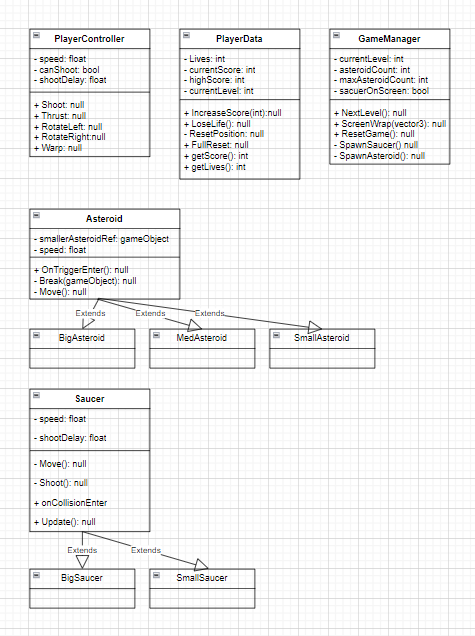 PlayerController
- speed: float
- canShoot: bool
- shootDelay: float
+ Shoot: null
+ Thrust: null
+ RotateLeft: null
+ RotateRight:null
+ Warp: null
PlayerData
- Lives: int
- currentScore: int
- highScore: int
- currentLevel: int
+ IncreaseScore(int):null
+ LoseLife(): null
- ResetPosition: null
+ FullReset: null
+ getScore(): int
+ getLives(): int
GameManager
- currentLevel: int
- asteroidCount: int
- maxAsteroidCount: int
- sacuerOnScreen: bool
+ NextLevel(): null
+ ScreenWrap(vector3): null
+ ResetGame(): null
- SpawnSaucer() null
- SpawnAsteroid(): null
Asteroid
- smallerAsteroidRef: gameObject
- speed: float
+ OnTriggerEnter(): null
- Break(gameObject): null
- Move(): null
Extends
Extends
Extends
BigAsteroid
MedAsteroid
SmallAsteroid
Saucer
- speed: float
- shootDelay: float
- Move(): null
- Shoot(): null
+ onCollisionEnter
+ Update(): null
Extends
Extends
BigSaucer
SmallSaucer